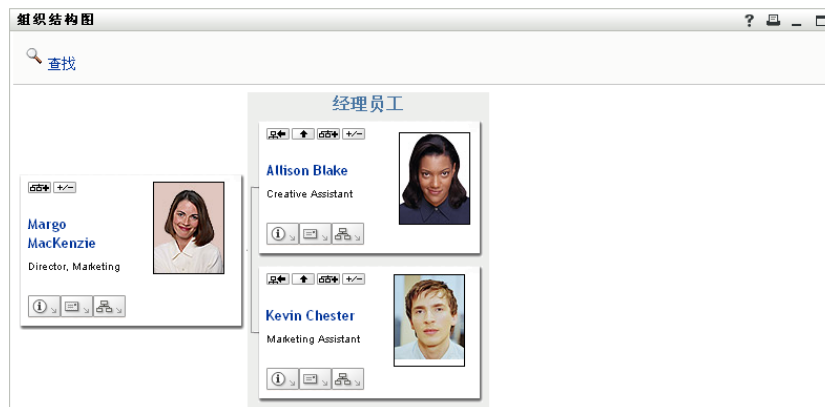 组织结构图
查找
经理员工
Margo
MacKenzie
Director, Marketing
Allison Blake
Creative Assistant
Kevin Chester
Marketing Assistant